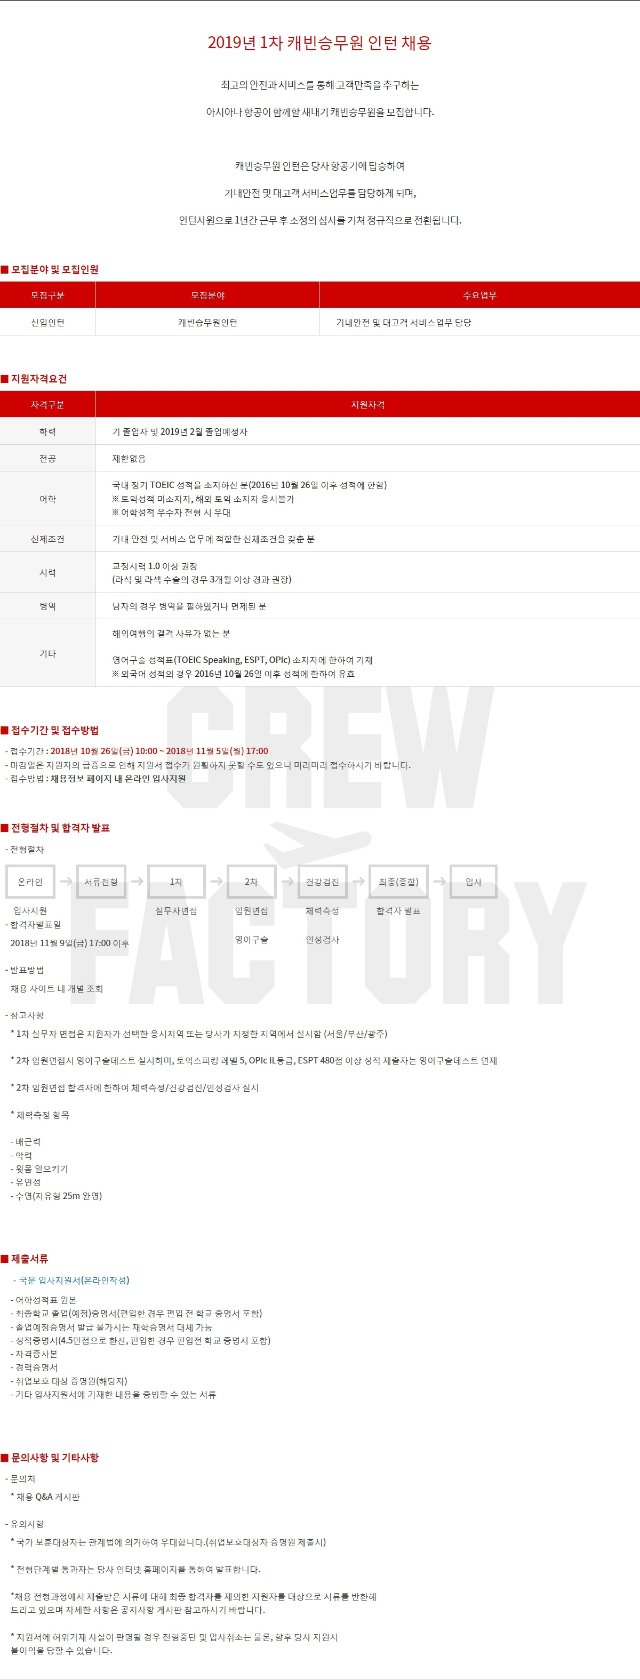 2019년 1차 캐빈승무원 인턴 채용
최고의 안전과 서비스를 통해 고객만족을 추구하는
아시아나 항공이 함께할 새내기 캐빈승무원을 모집합니다.
캐빈승무원 인턴은 당사 항공기에 탑승하여
기내안전 및 대고객 서비스업무를 담당하게 되며,
인턴사원으로 1년간 근무 후 소정의 심사를 거쳐 정규직으로 전환됩니다.
■ 모집분야 및 모집인원
모집구분 모집분야 주요업무
신입인턴 캐빈승무원인턴 기내안전 및 대고객 서비스업무 담당
■ 지원자격요건
자격구분 지원자격
학력 기 졸업자 및 2019년 2월 졸업예정자
전공 제한없음
어학
국내 정기 TOEIC 성적을 소지하신 분(2016년 10월 26일 이후 성적에 한함)
※ 토익성적 미소지자, 해외 토익 소지자 응시불가
※ 어학성적 우수자 전형 시 우대
신체조건 기내 안전 및 서비스 업무에 적합한 신체조건을 갖춘 분
시력
교정시력 1.0 이상 권장
(라식 및 라섹 수술의 경우 3개월 이상 경과 권장)
병역 남자의 경우 병역을 필하였거나 면제된 분
기타
해외여행의 결격 사유가 없는 분
영어구술 성적표(TOEIC Speaking, ESPT, OPIc) 소지자에 한하여 기재
※ 외국어 성적의 경우 2016년 10월 26일 이후 성적에 한하여 유효
CREW
FACTORY
■ 접수기간 및 접수방법
- 접수기간 : 2018년 10월 26일(금) 10:00 ~ 2018년 11월 5일(월) 17:00
- 마감일은 지원자의 급증으로 인해 지원서 접수가 원활하지 못할 수도 있으니 미리미리 접수하시기 바랍니다.
- 접수방법 : 채용정보 페이지 내 온라인 입사지원
■ 전형절차 및 합격자 발표
- 전형절차
온라인 → 서류전형 → 1차 → 2차 → 건강검진 → 최종(종합) → 입사
입사지원 실무자면접 임원면접 체력측정 합격자 발표
영어구술 인성검사
- 합격자발표일
2018년 11월 9일(금) 17:00 이후
- 발표방법
채용 사이트 내 개별 조회
- 참고사항
* 1차 실무자 면접은 지원자가 선택한 응시지역 또는 당사가 지정한 지역에서 실시함 (서울/부산/광주)
* 2차 임원면접시 영어구술테스트 실시하며, 토익스피킹 레벨 5, OPIc IL등급, ESPT 480점 이상 성적 제출자는 영어구술테스트 면제
* 2차 임원면접 합격자에 한하여 체력측정/건강검진/인성검사 실시
* 체력측정 항목
- 배근력
- 악력
- 윗몸 일으키기
- 유연성
- 수영(자유형 25m 완영)
■ 제출서류
- 국문 입사지원서(온라인작성)
- 어학성적표 원본
- 최종학교 졸업(예정)증명서(편입한 경우 편입 전 학교 증명서 포함)
- 졸업예정증명서 발급 불가시는 재학증명서 대체 가능
- 성적증명서(4.5만점으로 환산, 편입한 경우 편입전 학교 증명서 포함)
- 자격증사본
- 경력증명서
- 취업보호 대상 증명원(해당자)
- 기타 입사지원서에 기재한 내용을 증빙할 수 있는 서류
■ 문의사항 및 기타사항
- 문의처
* 채용 Q&A 게시판
- 유의사항
* 국가 보훈대상자는 관계법에 의거하여 우대합니다.(취업보호대상자 증명원 제출시)
* 전형단계별 통과자는 당사 인터넷 홈페이지를 통하여 발표합니다.
*채용 전형과정에서 제출받은 서류에 대해 최종 합격자를 제외한 지원자를 대상으로 서류를 반환해
드리고 있으며 자세한 사항은 공지사항 게시판 참고하시기 바랍니다.
* 지원서에 허위기재 사실이 판명될 경우 전형중단 및 입사취소는 물론, 향후 당사 지원시
불이익을 당할 수 있습니다.